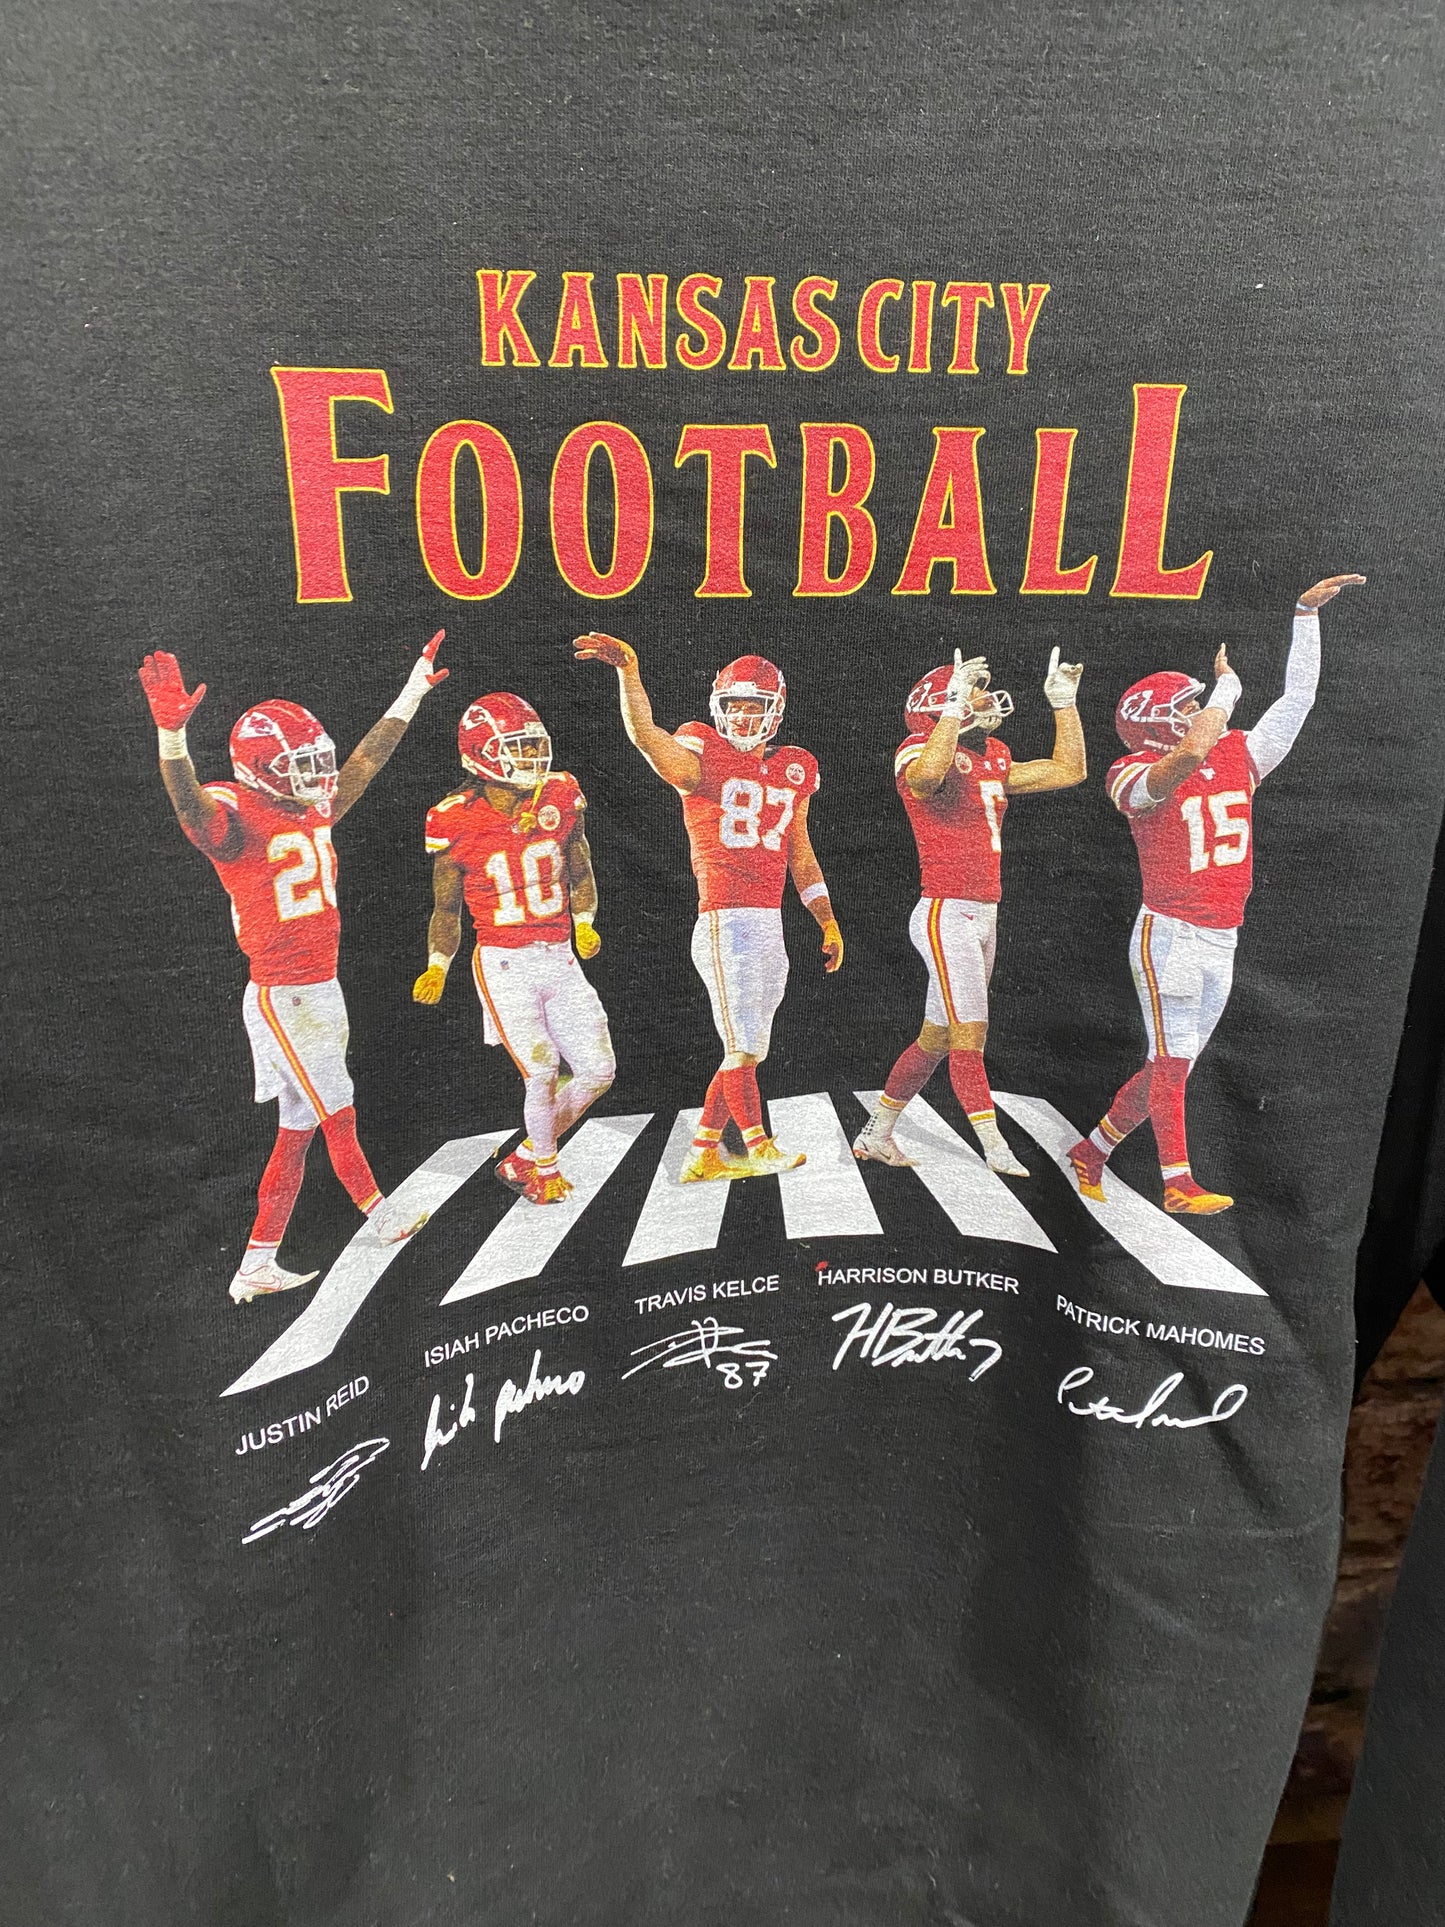 KANSAS CITY
FOOTBALL
20
10
87
15
JUSTIN REID
ISIAH PACHECO
TRAVIS KELCE
HARRISON BUTKER
PATRICK MAHOMES
87